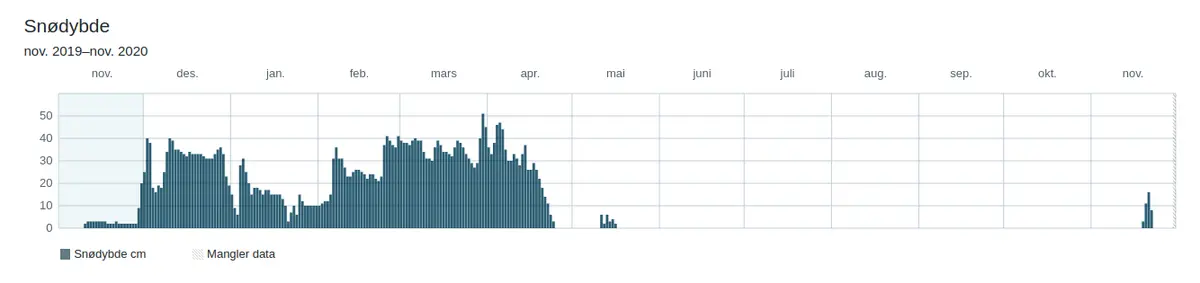 Snødybde
nov. 2019–nov. 2020
nov. des. jan. feb. mars apr. mai juni juli aug. sep. okt. nov.
50
40
30
20
10
0
Snødybde cm Mangler data